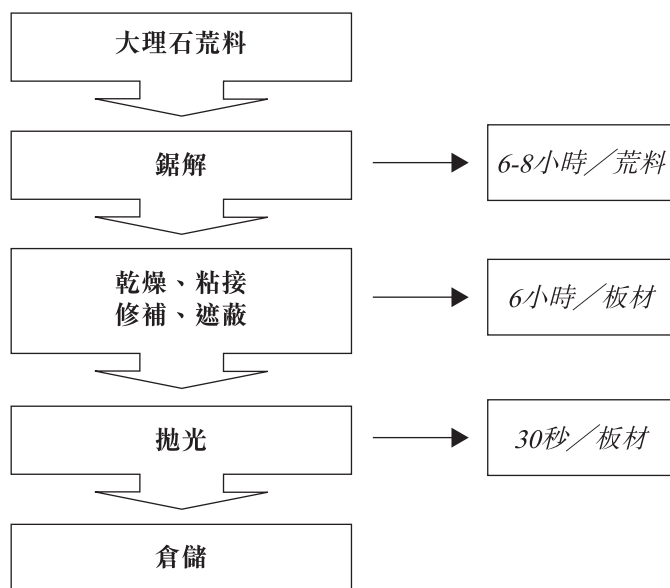 大理石荒料
鋸解
6-8小時／荒料
乾燥、粘接
修補、遮蔽
6小時／板材
拋光
30秒／板材
倉儲